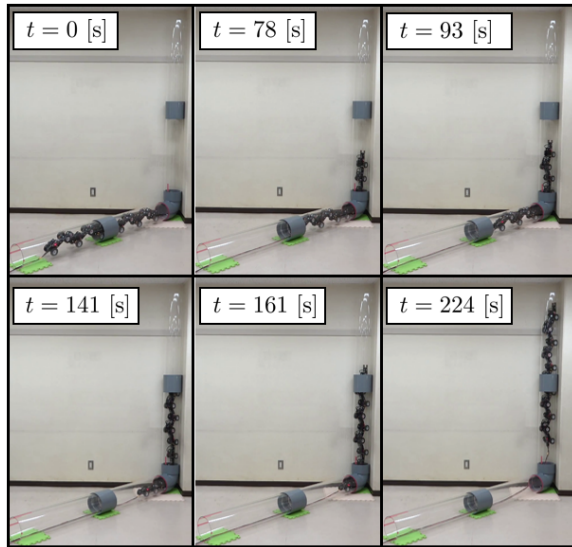 t = 0 [s]
t = 78 [s]
t = 93 [s]
t = 141 [s]
t = 161 [s]
t = 224 [s]